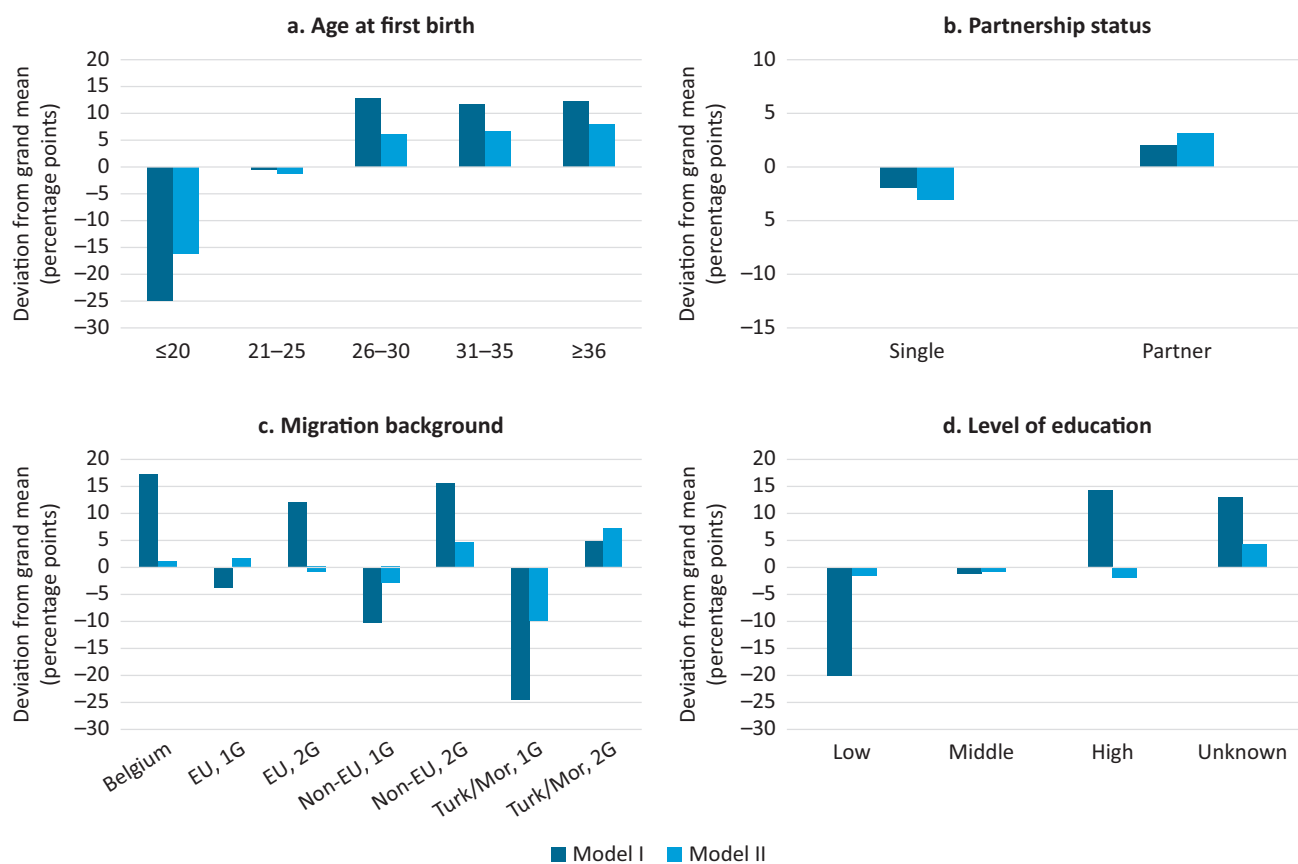 a. Age at first birth
Deviation from grand mean
(percentage points)
20
15
10
5
0
−5
−10
−15
−20
−25
−30
≤20 21–25 26–30 31–35 ≥36
b. Partnership status
Deviation from grand mean
(percentage points)
10
5
0
5
−10
−15
Single Partner
c. Migration background
Deviation from grand mean
(percentage points)
20
15
10
5
0
−5
−10
−15
−20
−25
−30
Belgium EU, 1G EU, 2G Non-EU, 1G Non-EU, 2G Turk/Mor, 1G Turk/Mor, 2G
d. Level of education
Deviation from grand mean
(percentage points)
20
15
10
5
0
−5
−10
−15
−20
−25
−30
Low Middle High Unknown
Model I Model II